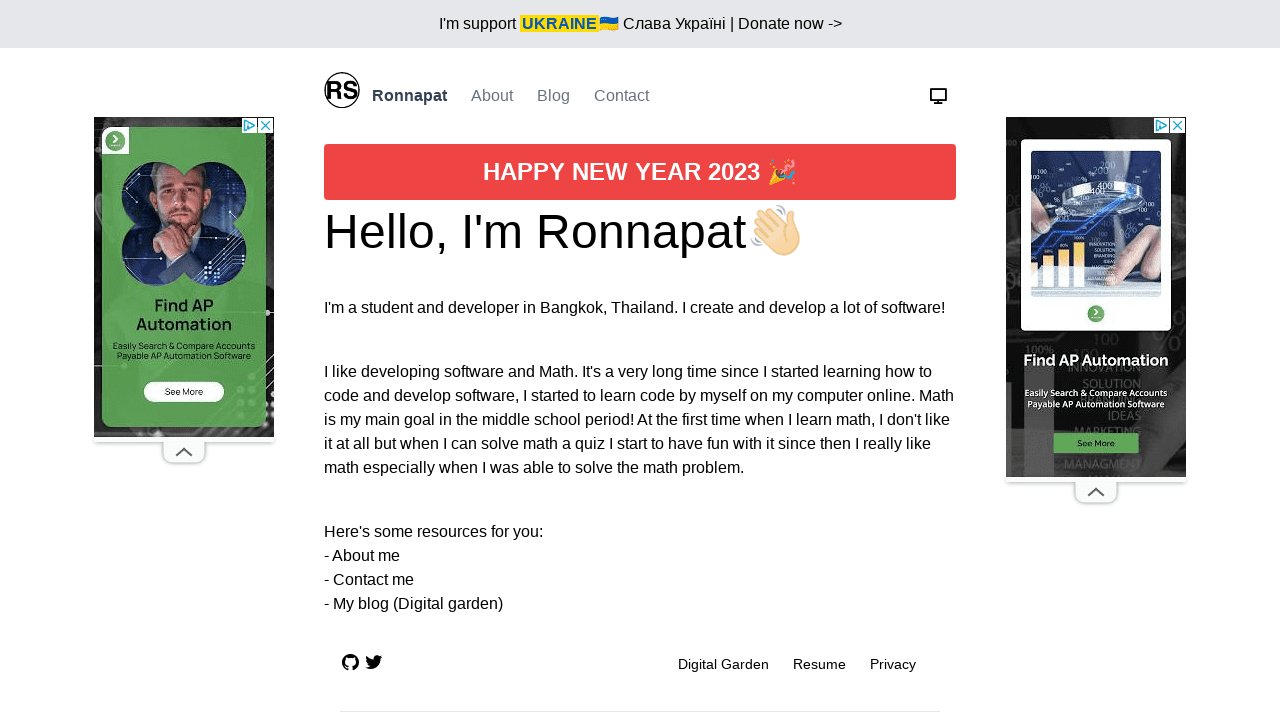 I'm support UKRAINE🇺🇦 Слава Україні | Donate now ->
RS Ronnapat About Blog Contact
HAPPY NEW YEAR 2023 🎉
Hello, I'm Ronnapat👋🏼
I'm a student and developer in Bangkok, Thailand. I create and develop a lot of software!
I like developing software and Math. It's a very long time since I started learning how to
code and develop software, I started to learn code by myself on my computer online. Math
is my main goal in the middle school period! At the first time when I learn math, I don't like
it at all but when I can solve math a quiz I start to have fun with it since then I really like
math especially when I was able to solve the math problem.
Here's some resources for you:
- About me
- Contact me
- My blog (Digital garden)
Digital Garden Resume Privacy
Find AP
Automation
Easily Search & Compare Accounts
Payable AP Automation Software
See More
INNOVATION
SOLUTION
BRANDING
IDEAS
MARKETING
SUCCESS
Find AP Automation
Easily Search & Compare Accounts
Payable AP Automation Software
See More